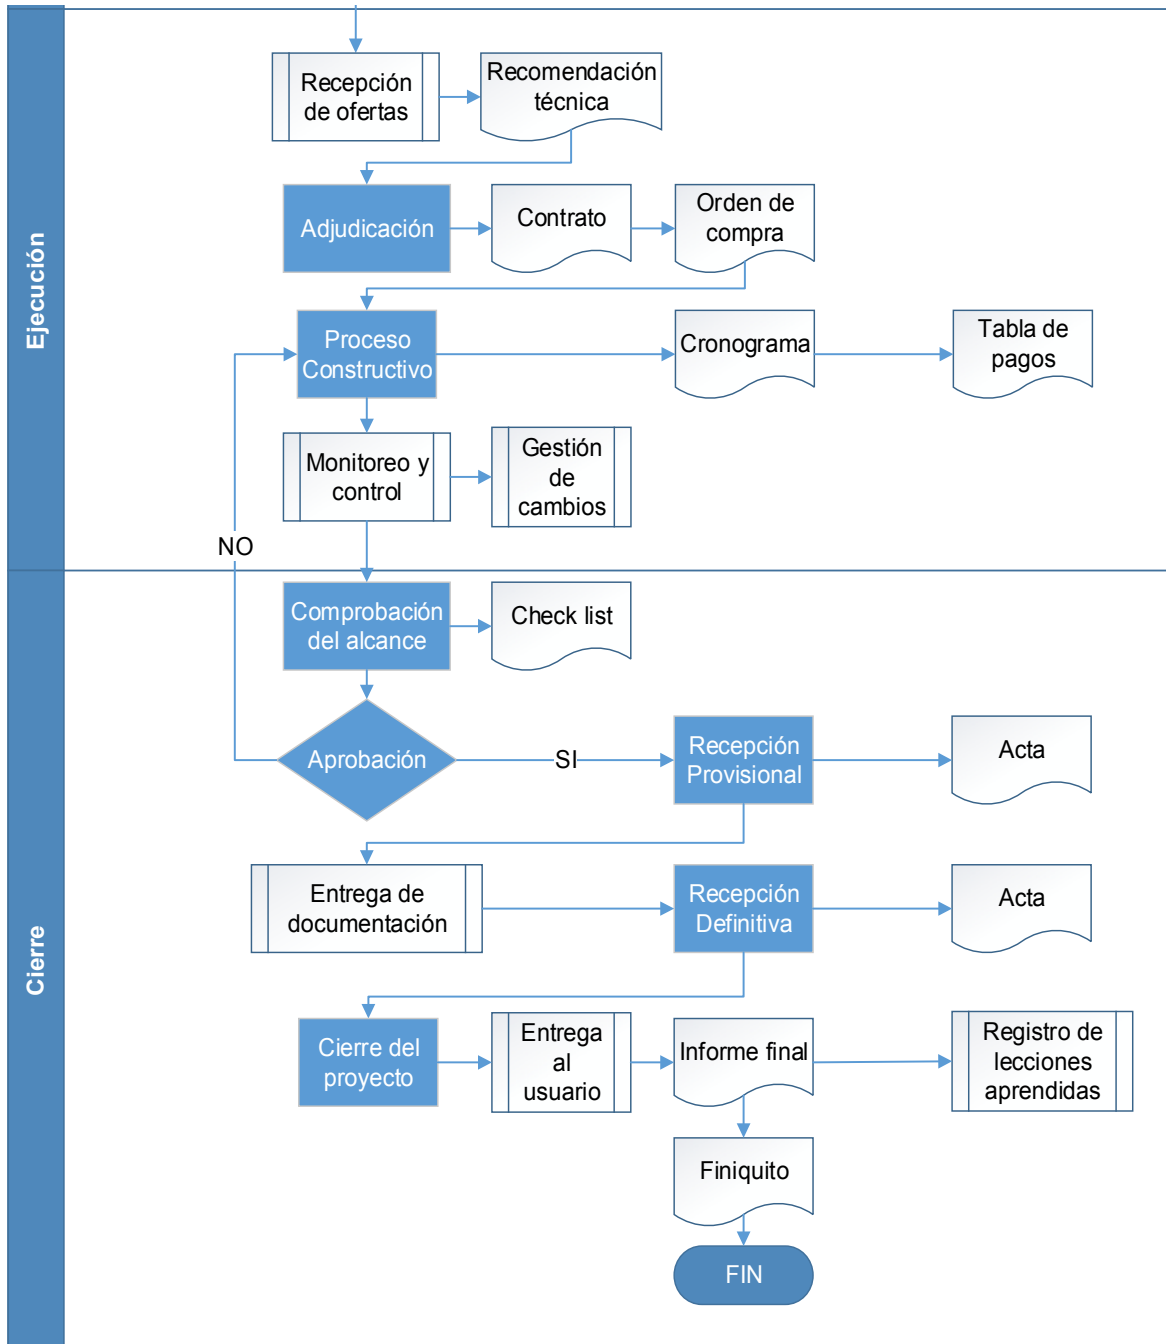 Ejecución
Recepción
de ofertas
Recomendación
técnica
Adjudicación
Contrato
Orden de
compra
Proceso
Constructivo
Cronograma
Tabla de
pagos
Monitoreo y
control
Gestión
de
cambios
NO
Cierre
Comprobación
del alcance
Check list
Aprobación
SI
Recepción
Provisional
Acta
Entrega de
documentación
Recepción
Definitiva
Acta
Cierre del
proyecto
Entrega
al
usuario
Informe final
Registro de
lecciones
aprendidas
Finiquito
FIN